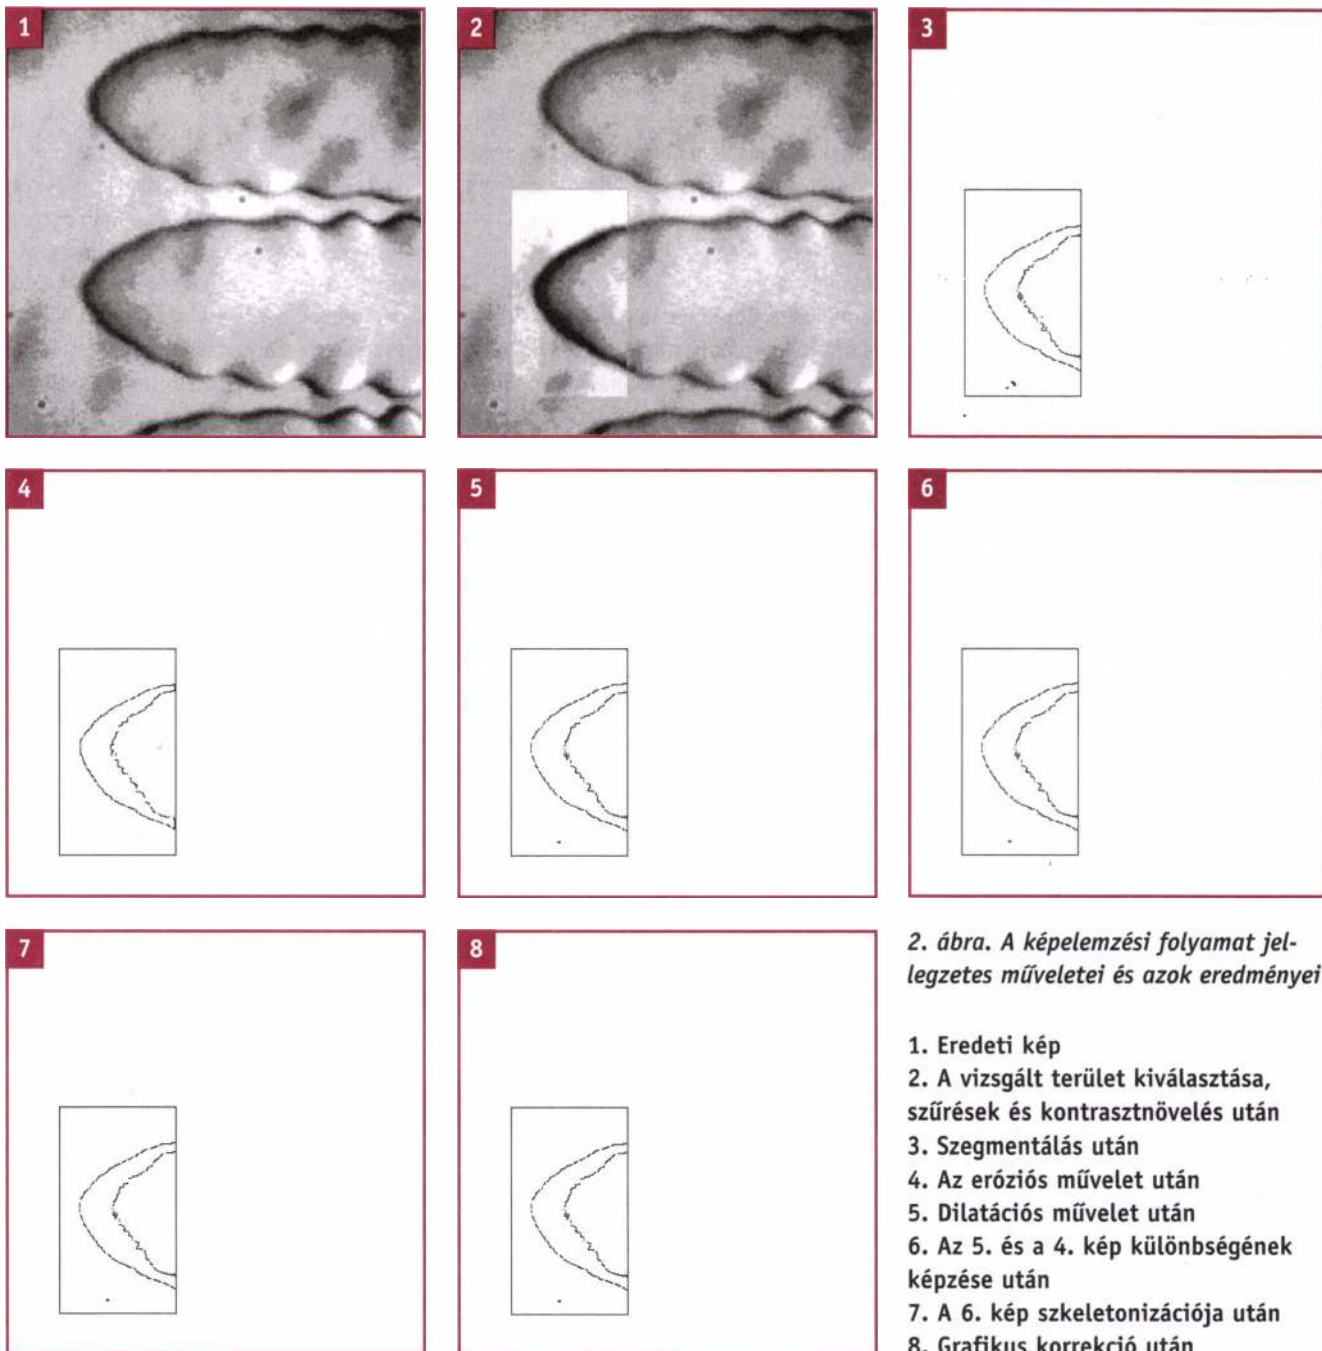 1
2
3
4
5
6
7
8
2. ábra. A képelemzési folyamat jel-
legzetes műveletei és azok eredményei
1. Eredeti kép
2. A vizsgált terület kiválasztása,
szűrések és kontrasztnövelés után
3. Szegmentálás után
4. Az eróziós művelet után
5. Dilatációs művelet után
6. Az 5. és a 4. kép különbségének
képzése után
7. A 6. kép szkeletonizációja után
8. Grafikus korrekció után